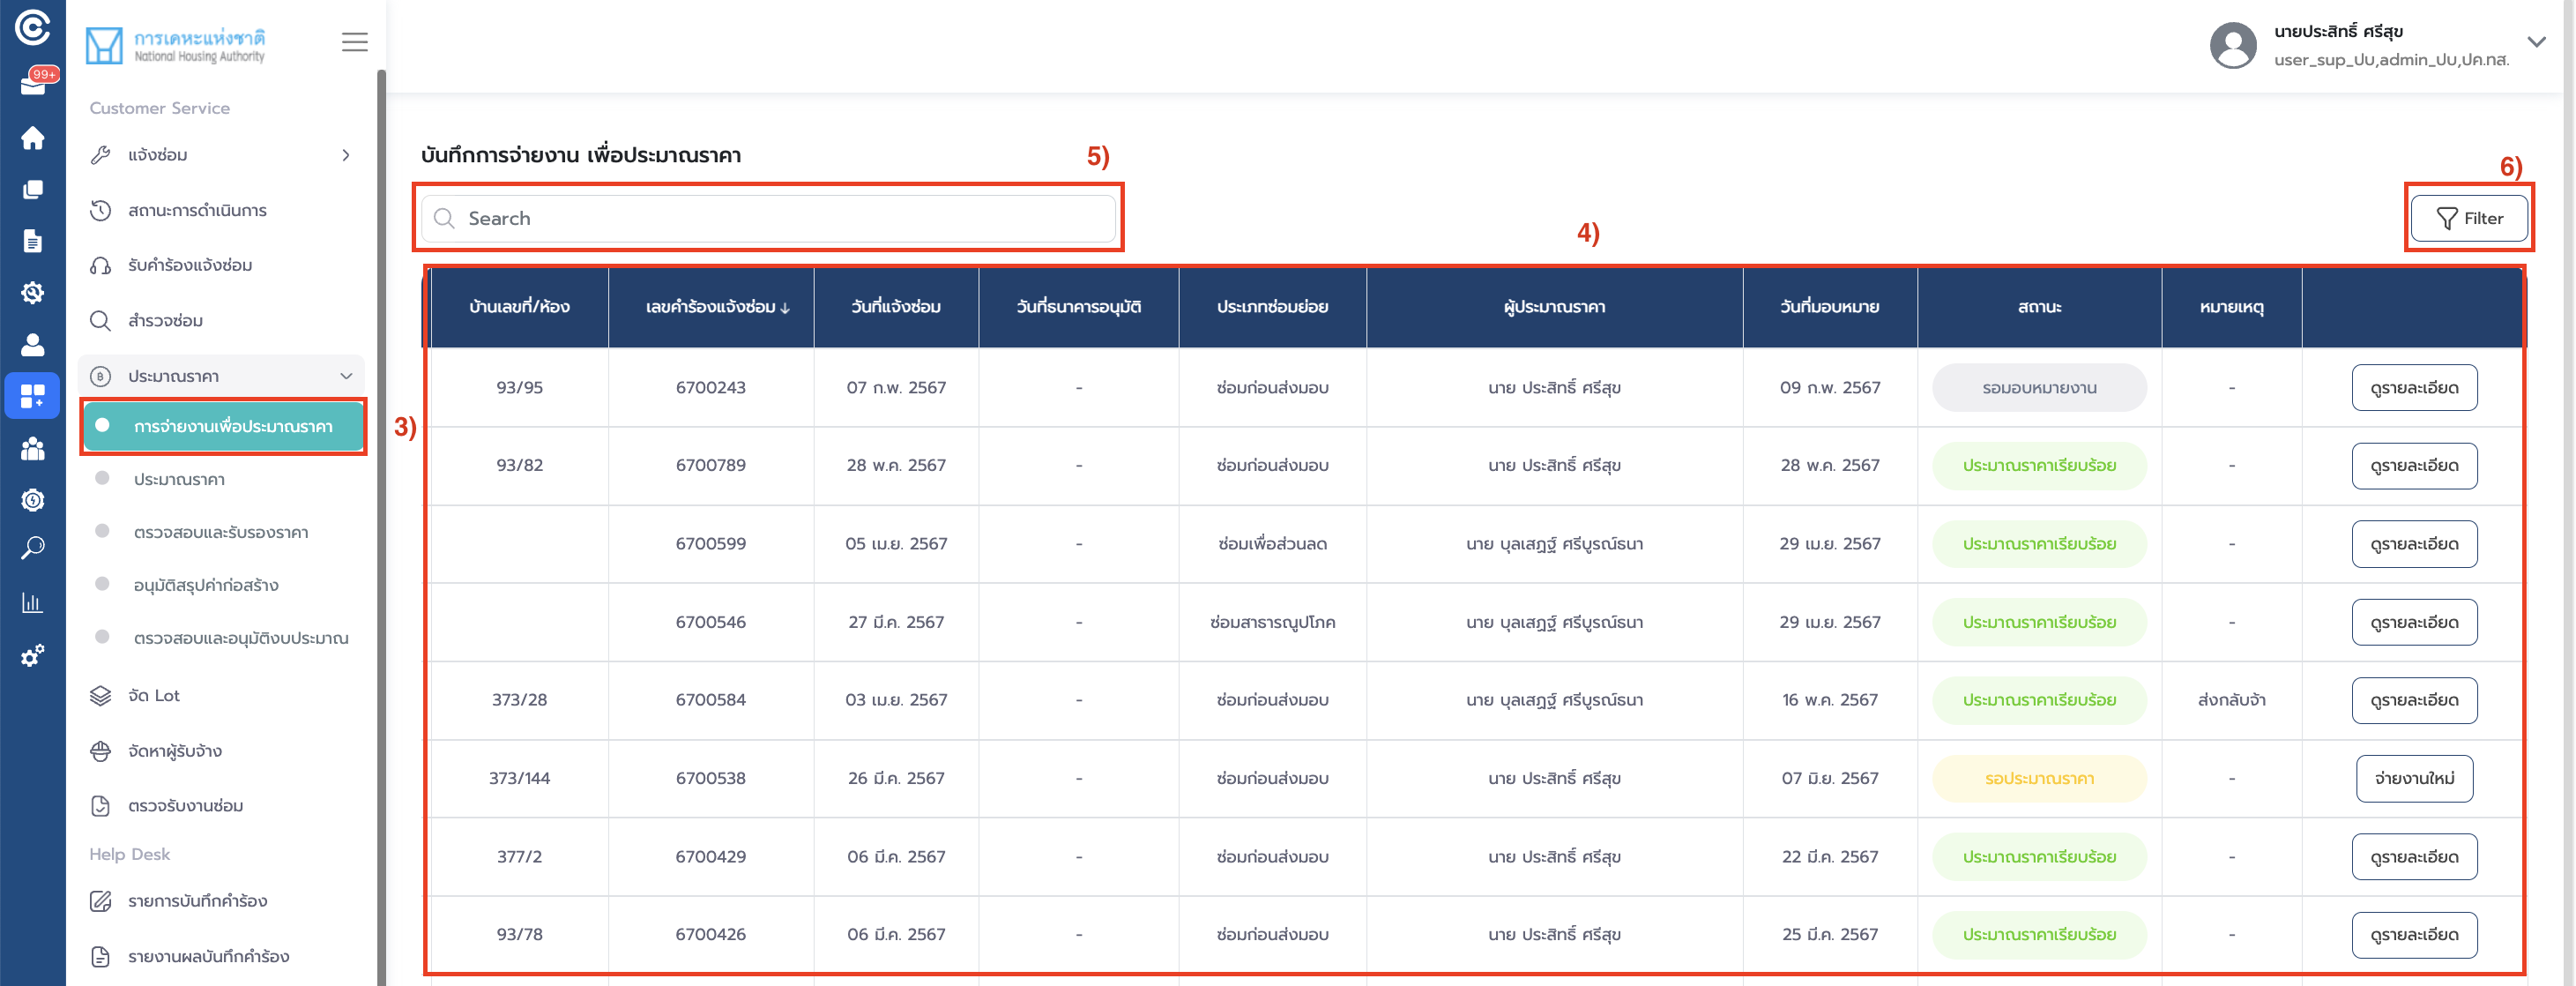 99+
การเคหะแห่งชาติ
National Housing Authority
Customer Service
แจ้งซ่อม
สถานะการดำเนินการ
รับคำร้องแจ้งซ่อม
สำรวจซ่อม
ประมาณราคา
การจ่ายงานเพื่อประมาณราคา
3)
ประมาณราคา
ตรวจสอบและรับรองราคา
อนุมัติสรุปค่าก่อสร้าง
ตรวจสอบและอนุมัติงบประมาณ
จัด Lot
จัดหาผู้รับจ้าง
ตรวจรับงานซ่อม
Help Desk
รายการบันทึกคำร้อง
รายงานผลบันทึกคำร้อง
นายประสิทธิ์ ศรีสุข
user_sup_ปบ,admin_ปบ,ปค.ทส.
บันทึกการจ่ายงาน เพื่อประมาณราคา
5)
6)
Search
4)
Filter
บ้านเลขที่/ห้อง เลขคำร้องแจ้งซ่อม ↓ วันที่แจ้งซ่อม วันที่ธนาคารอนุมัติ ประเภทซ่อมย่อย ผู้ประมาณราคา วันที่มอบหมาย สถานะ หมายเหตุ
93/95 6700243 07 ก.พ. 2567 - ซ่อมก่อนส่งมอบ นาย ประสิทธิ์ ศรีสุข 09 ก.พ. 2567 รอมอบหมายงาน - ดูรายละเอียด
93/82 6700789 28 พ.ค. 2567 - ซ่อมก่อนส่งมอบ นาย ประสิทธิ์ ศรีสุข 28 พ.ค. 2567 ประมาณราคาเรียบร้อย - ดูรายละเอียด
6700599 05 เม.ย. 2567 - ซ่อมเพื่อส่วนลด นาย บุลเสฏฐ์ ศรีบูรณ์ธนา 29 เม.ย. 2567 ประมาณราคาเรียบร้อย - ดูรายละเอียด
6700546 27 มี.ค. 2567 - ซ่อมสาธารณูปโภค นาย บุลเสฏฐ์ ศรีบูรณ์ธนา 29 เม.ย. 2567 ประมาณราคาเรียบร้อย - ดูรายละเอียด
373/28 6700584 03 เม.ย. 2567 - ซ่อมก่อนส่งมอบ นาย บุลเสฏฐ์ ศรีบูรณ์ธนา 16 พ.ค. 2567 ประมาณราคาเรียบร้อย ส่งกลับจ้า ดูรายละเอียด
373/144 6700538 26 มี.ค. 2567 - ซ่อมก่อนส่งมอบ นาย ประสิทธิ์ ศรีสุข 07 มิ.ย. 2567 รอประมาณราคา - จ่ายงานใหม่
377/2 6700429 06 มี.ค. 2567 - ซ่อมก่อนส่งมอบ นาย ประสิทธิ์ ศรีสุข 22 มี.ค. 2567 ประมาณราคาเรียบร้อย - ดูรายละเอียด
93/78 6700426 06 มี.ค. 2567 - ซ่อมก่อนส่งมอบ นาย ประสิทธิ์ ศรีสุข 25 มี.ค. 2567 ประมาณราคาเรียบร้อย - ดูรายละเอียด